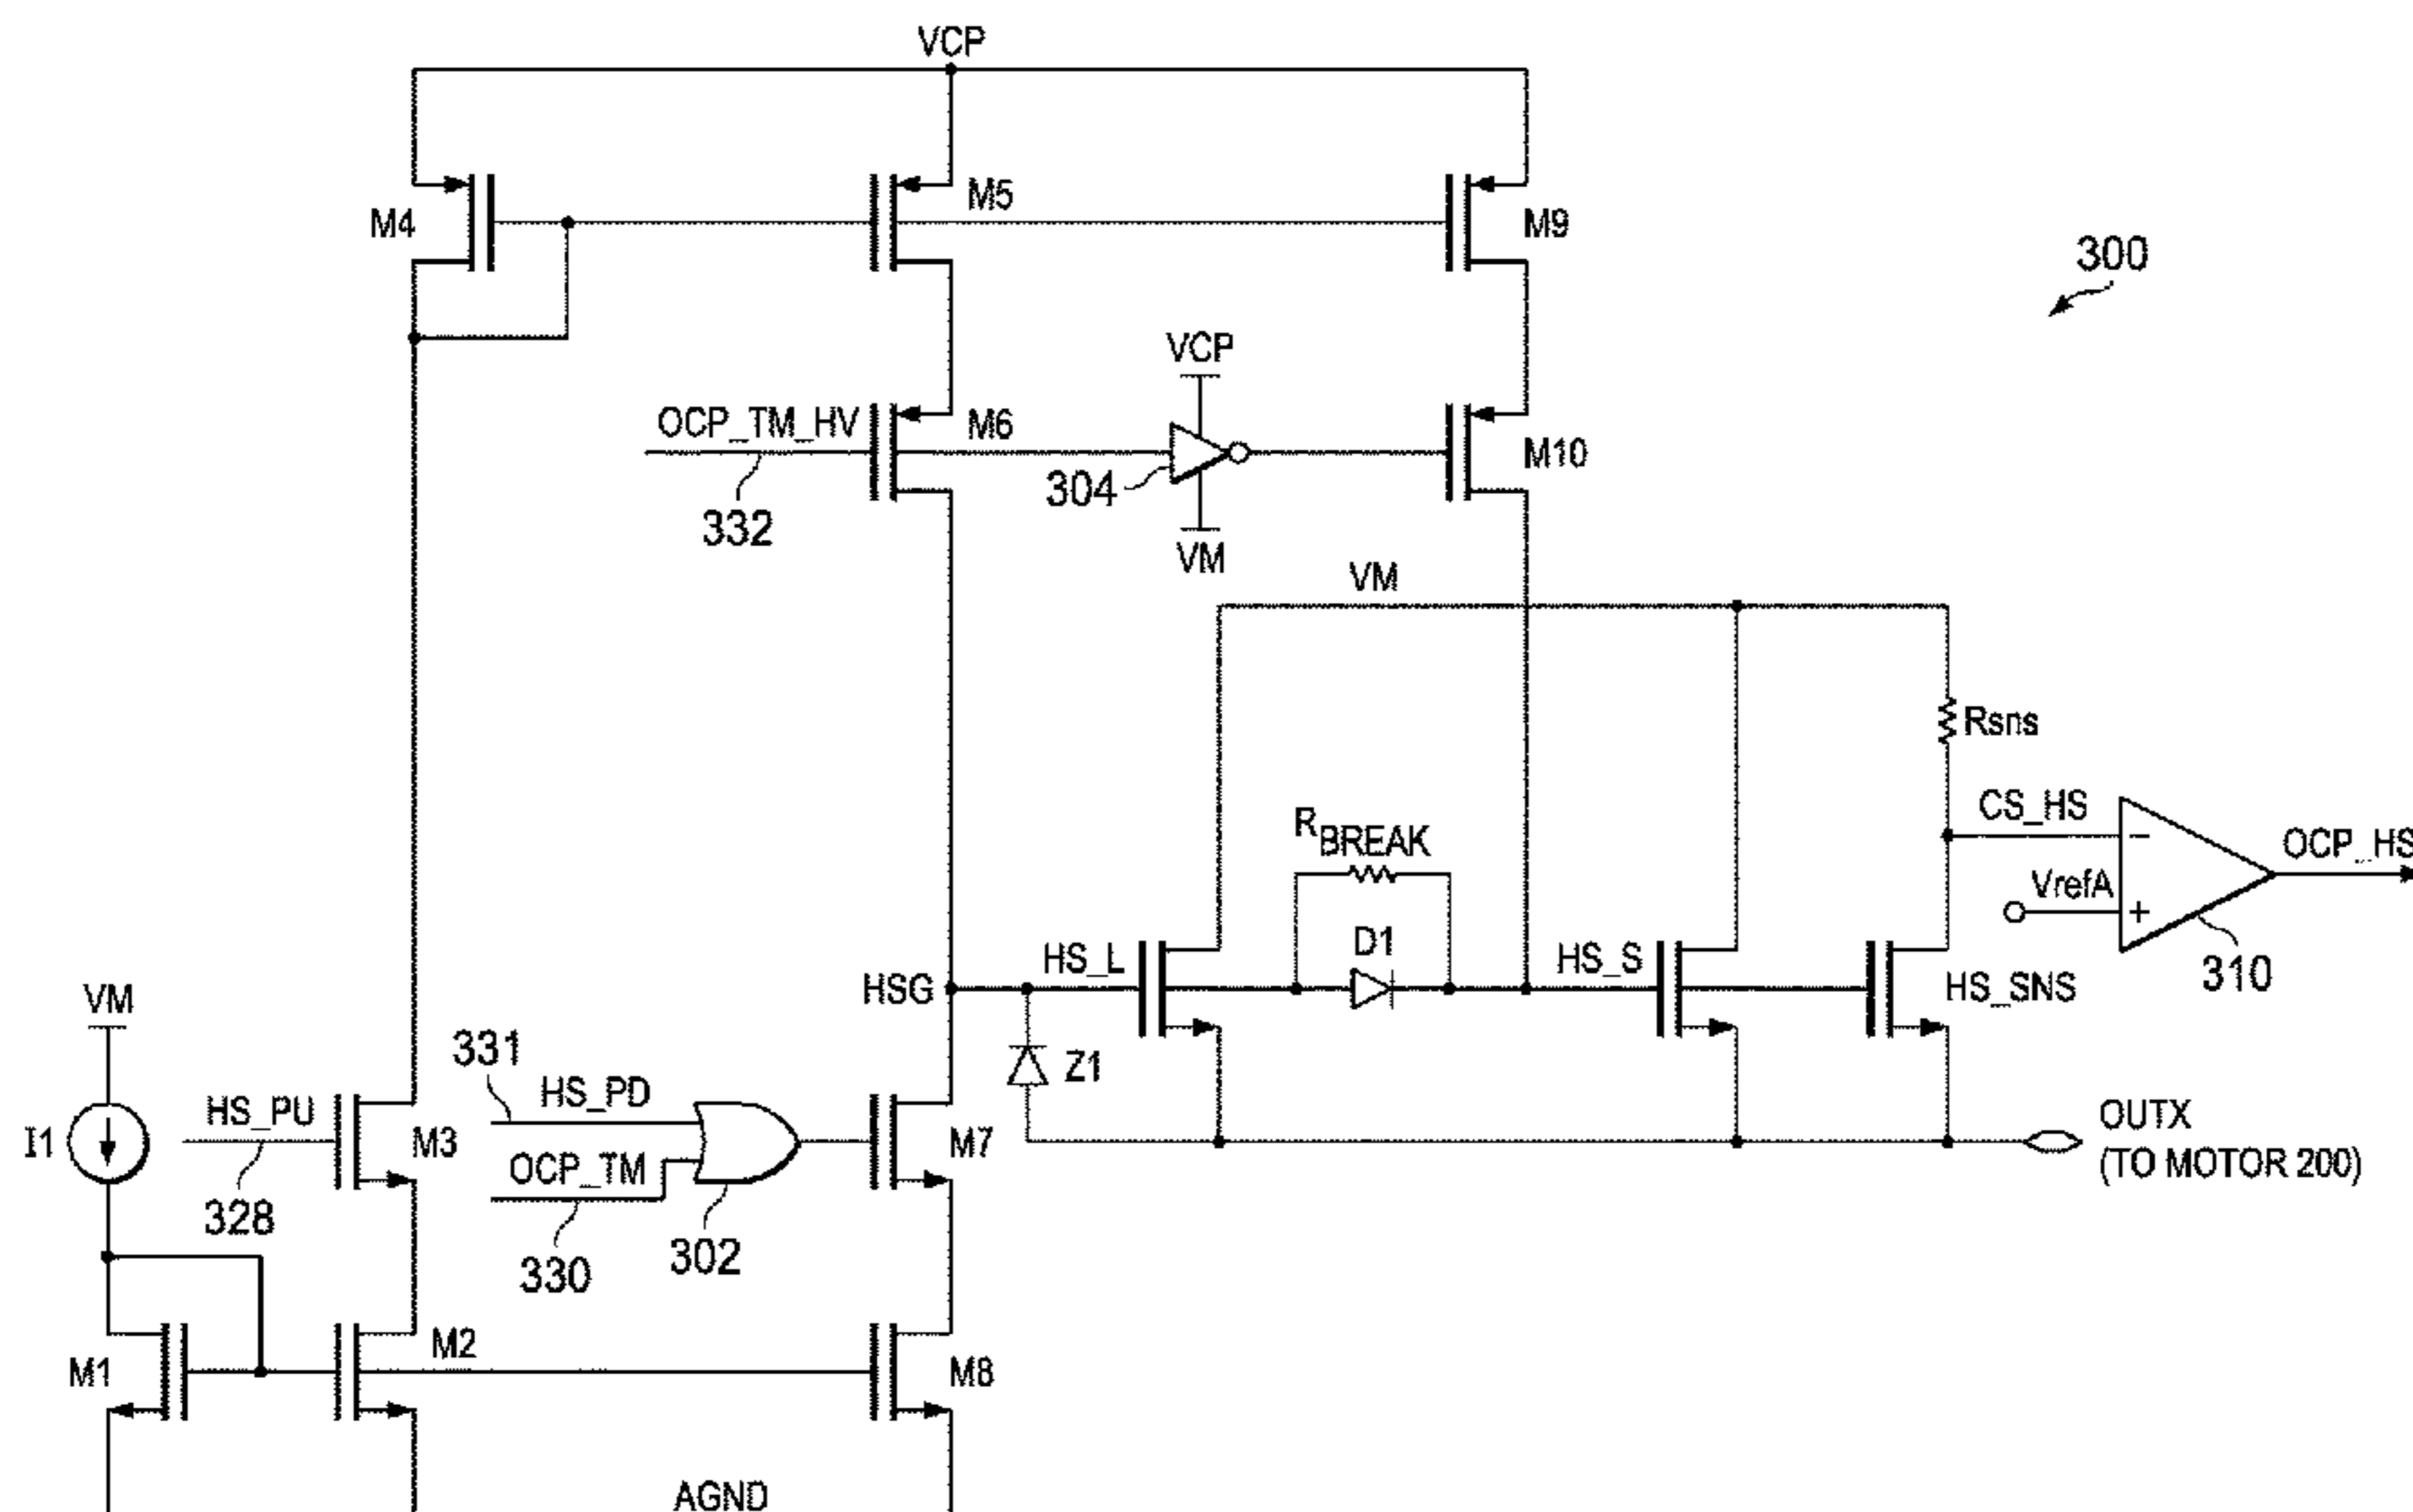 VCP
M4
M5
M9
300
VCP
OCP_TM_HV
M6
M10
304
332
VM
VM
Rsns
CS_HS
R BREAK
OCP_HS
VrefA
−
+
D1
HS_L
HS_S
310
HSG
HS_SNS
VM
331
HS_PD
Z1
OUTX
(TO MOTOR 200)
I1
HS_PU
M3
M7
OCP_TM
328
302
330
M1
M2
M8
AGND